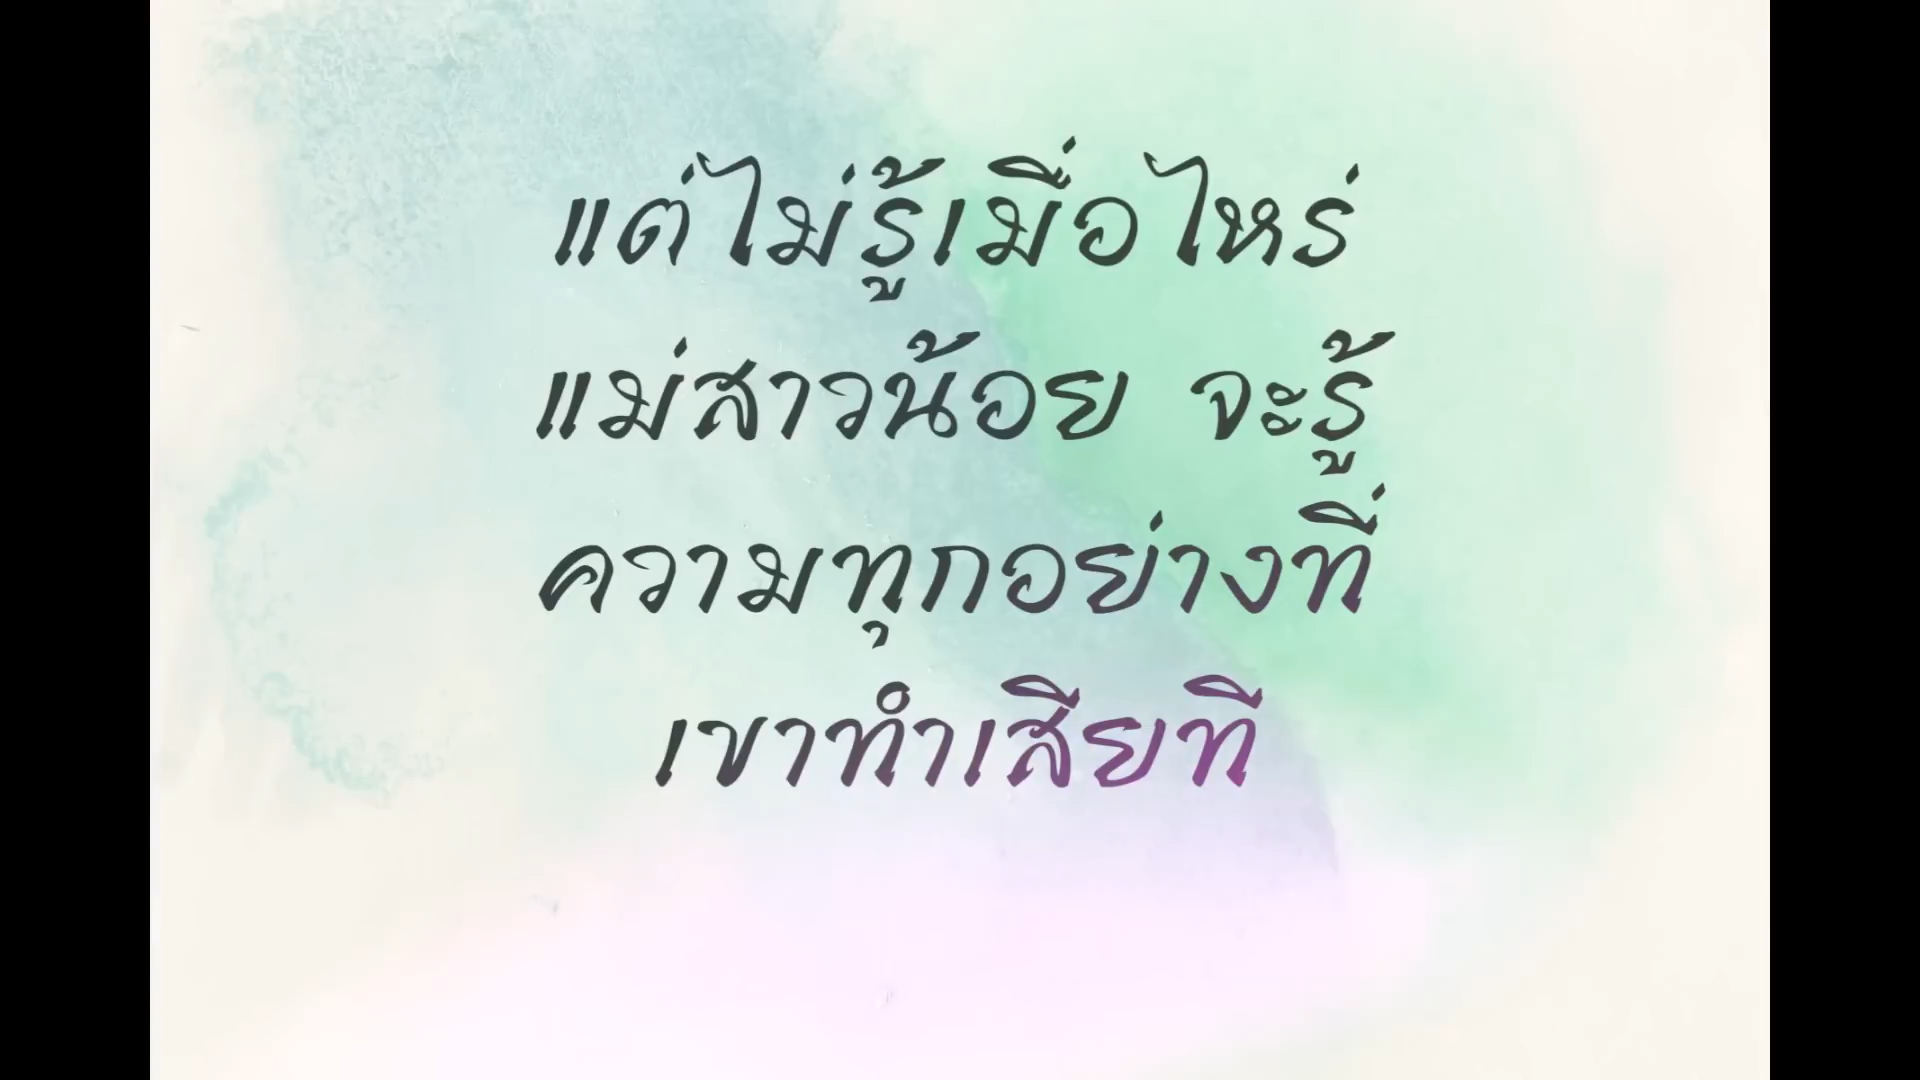 แต่ไม่รู้เมื่อไหร่
แม่สาวน้อย จะรู้
ความทุกอย่างที่
เขาทำเสียที